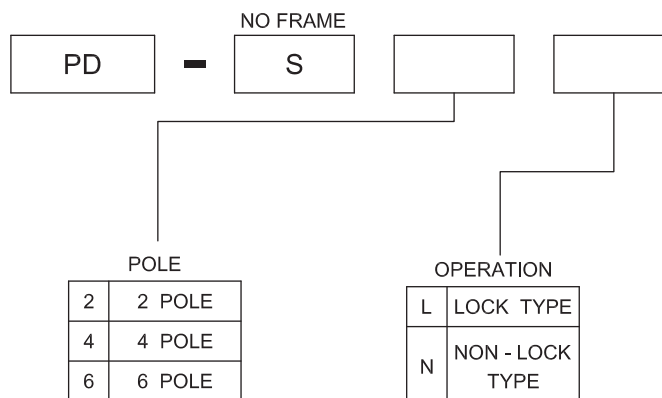 NO FRAME
PD - S
POLE
2 2 POLE
4 4 POLE
6 6 POLE
OPERATION
L LOCK TYPE
N NON - LOCK
TYPE